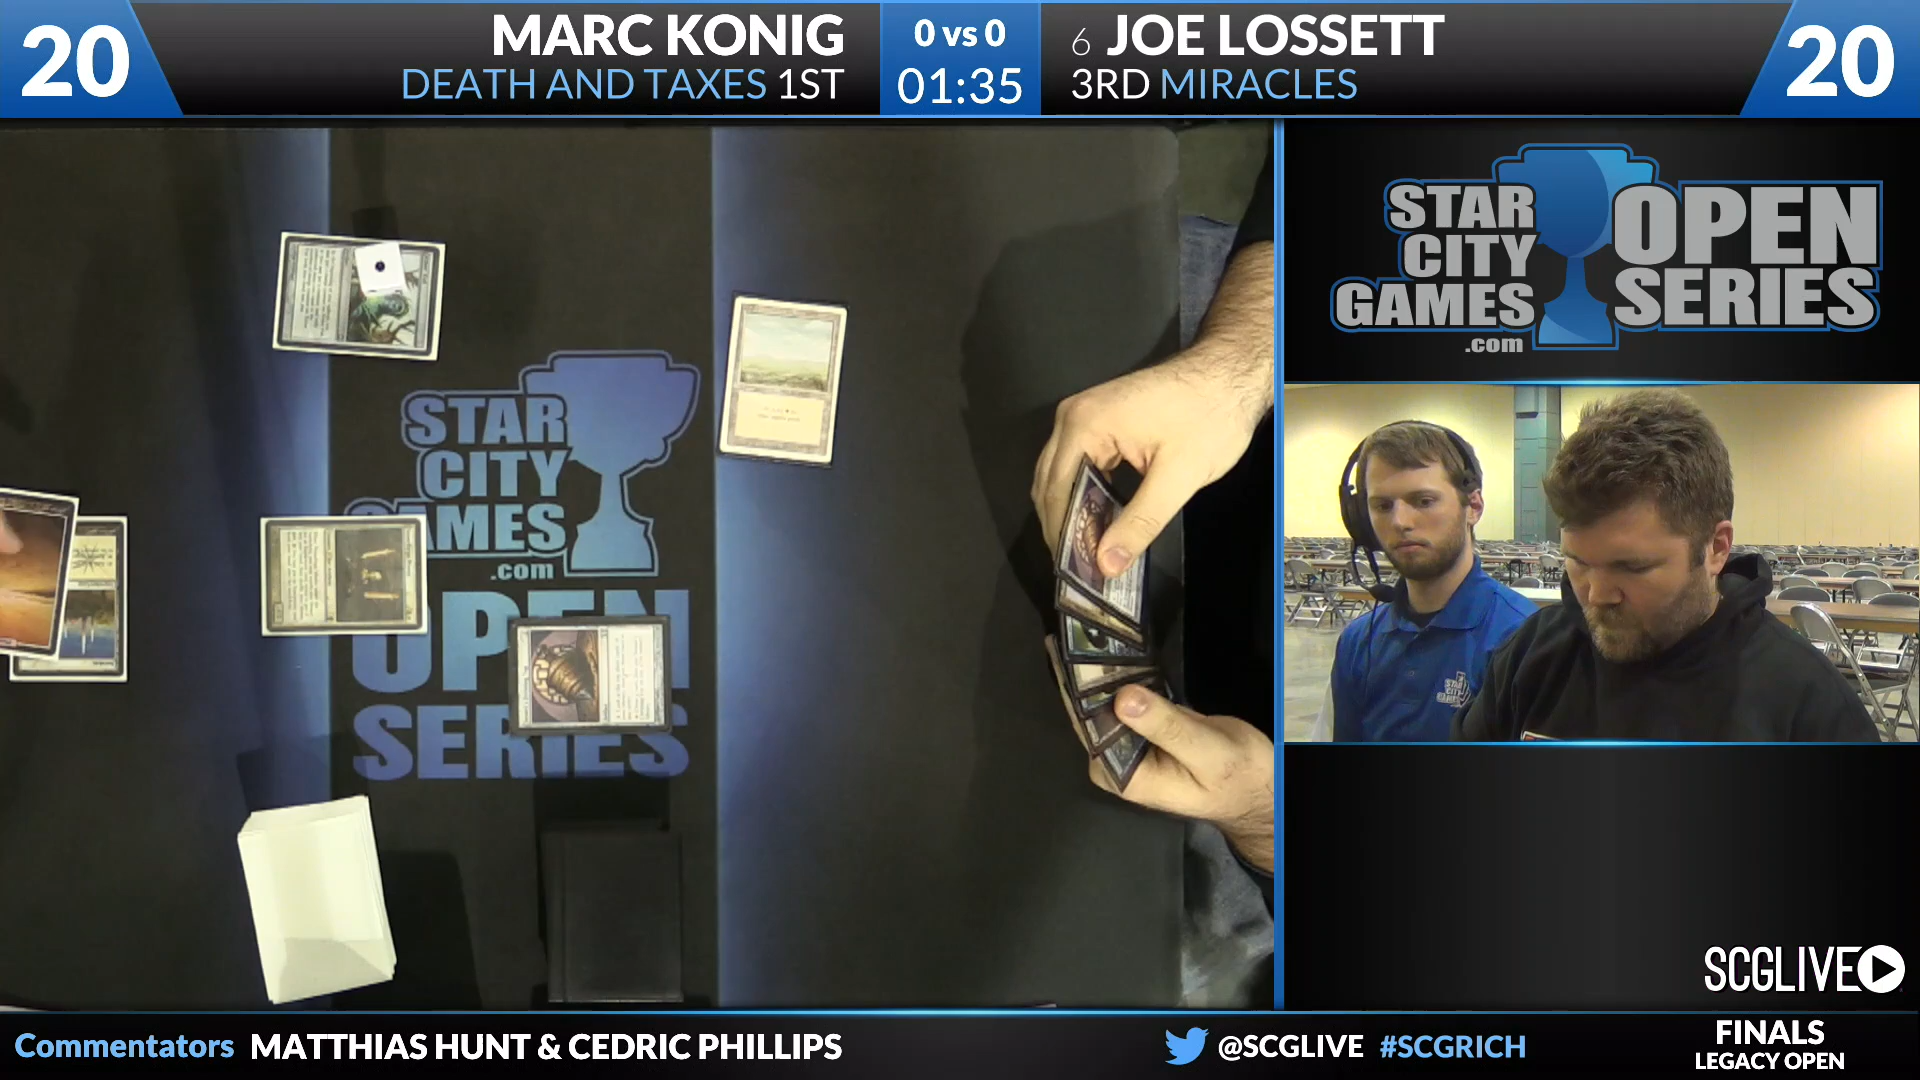 20
MARC KONIG
DEATH AND TAXES 1ST
0 vs 0
01:35
6 JOE LOSSETT
3RD MIRACLES
20
STAR
CITY
GAMES
.com
OPEN
SERIES
STAR
CITY
GAMES
.com
OPEN
SERIES
SCGLIVE
Commentators MATTHIAS HUNT & CEDRIC PHILLIPS
@SCGLIVE #SCGRICH
FINALS
LEGACY OPEN